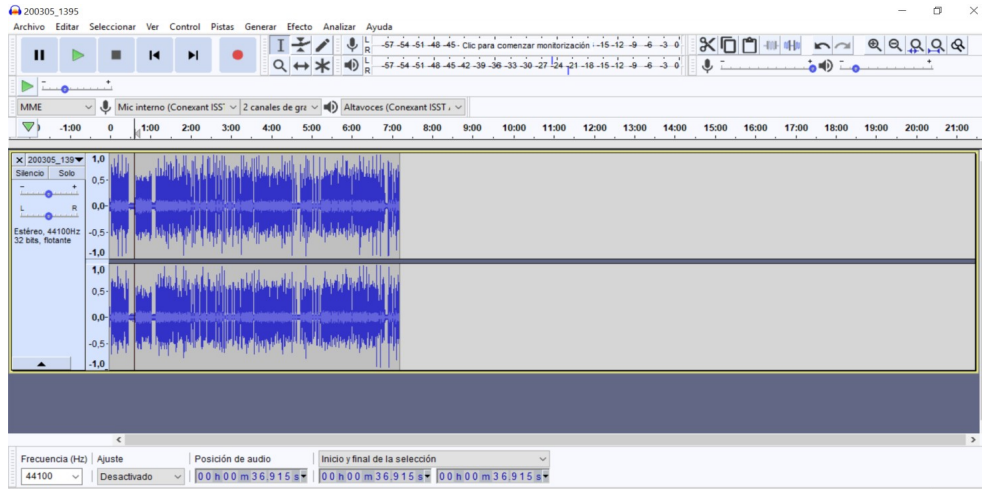 200305_1395
Archivo Editar Seleccionar Ver Control Pistas Generar Efecto Analizar Ayuda
L R -57 -54 -51 -48 -45 - Clic para comenzar monitorización -15 -12 -9 -6 -3 0
L R -57 -54 -51 -48 -45 -42 -39 -36 -33 -30 -27 -24 -21 -18 -15 -12 -9 -6 -3 0
- +
MME Mic interno (Conexant ISST 2 canales de gra Altavoces (Conexant ISST
-1:00 0 1:00 2:00 3:00 4:00 5:00 6:00 7:00 8:00 9:00 10:00 11:00 12:00 13:00 14:00 15:00 16:00 17:00 18:00 19:00 20:00 21:00
200305_139 1,0
Silencio Solo
0,5
- +
L R 0,0
Estéreo, 44100Hz -0,5
32 bits, flotante
-1,0
1,0
0,5
0,0
-0,5
-1,0
Frecuencia (Hz) Ajuste Posición de audio Inicio y final de la selección
44100 Desactivado 00 h 00 m 36,915 s 00 h 00 m 36,915 s 00 h 00 m 36,915 s